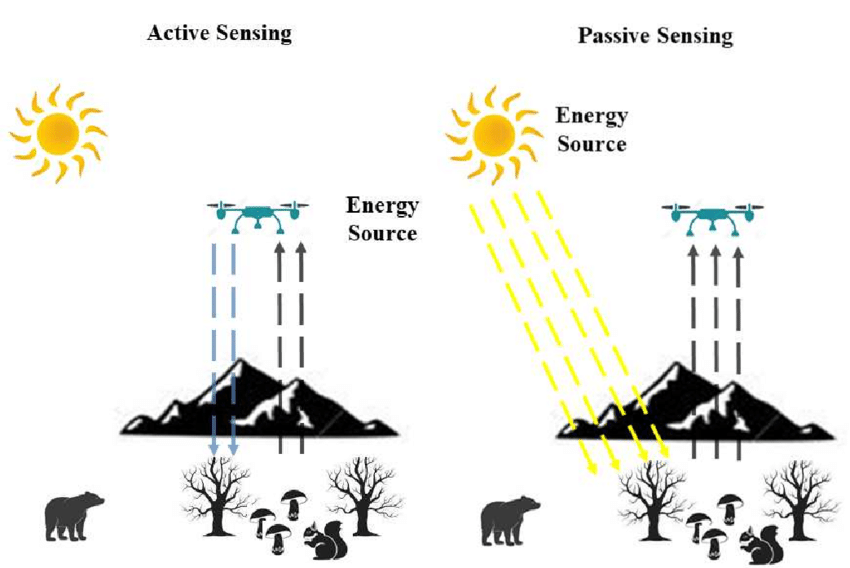 Active Sensing
Passive Sensing
Energy
Source
Energy
Source